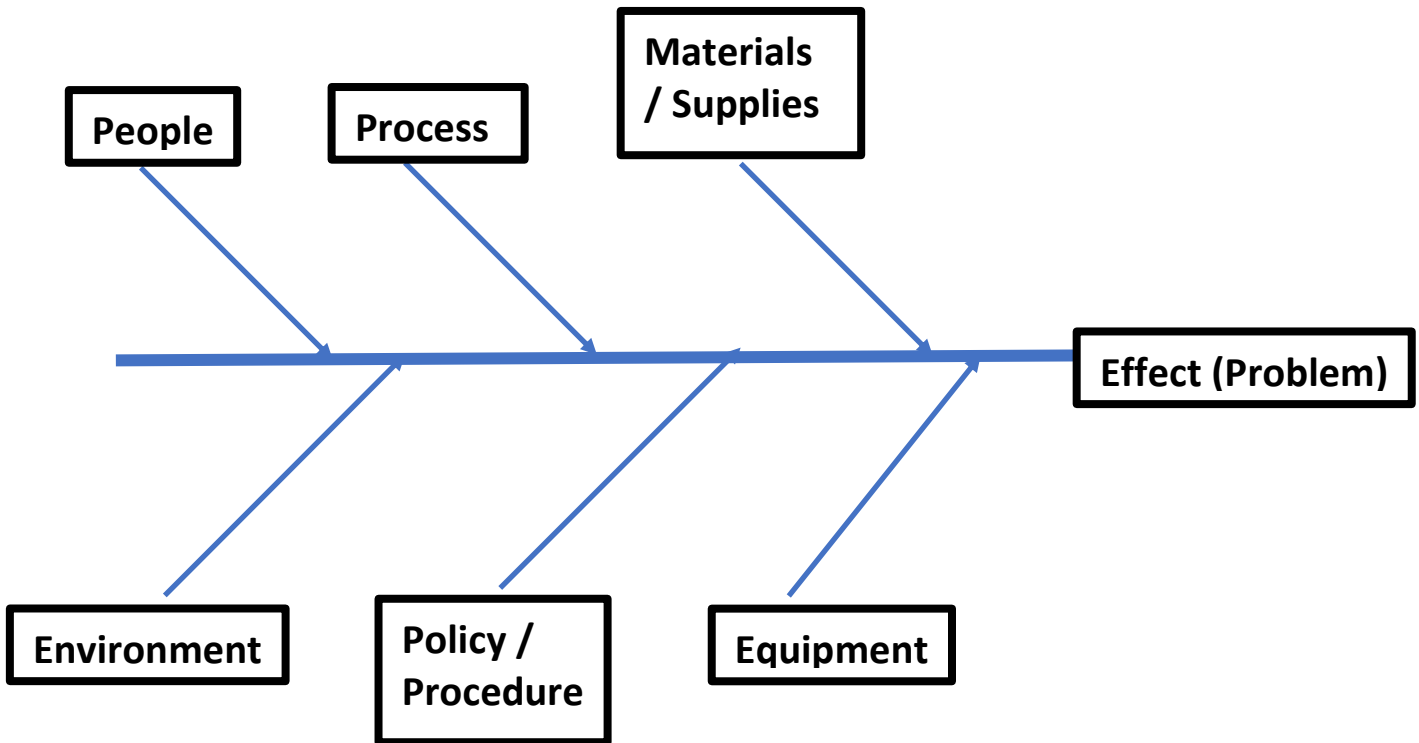 People
Process
Materials
/ Supplies
Effect (Problem)
Environment
Policy /
Procedure
Equipment